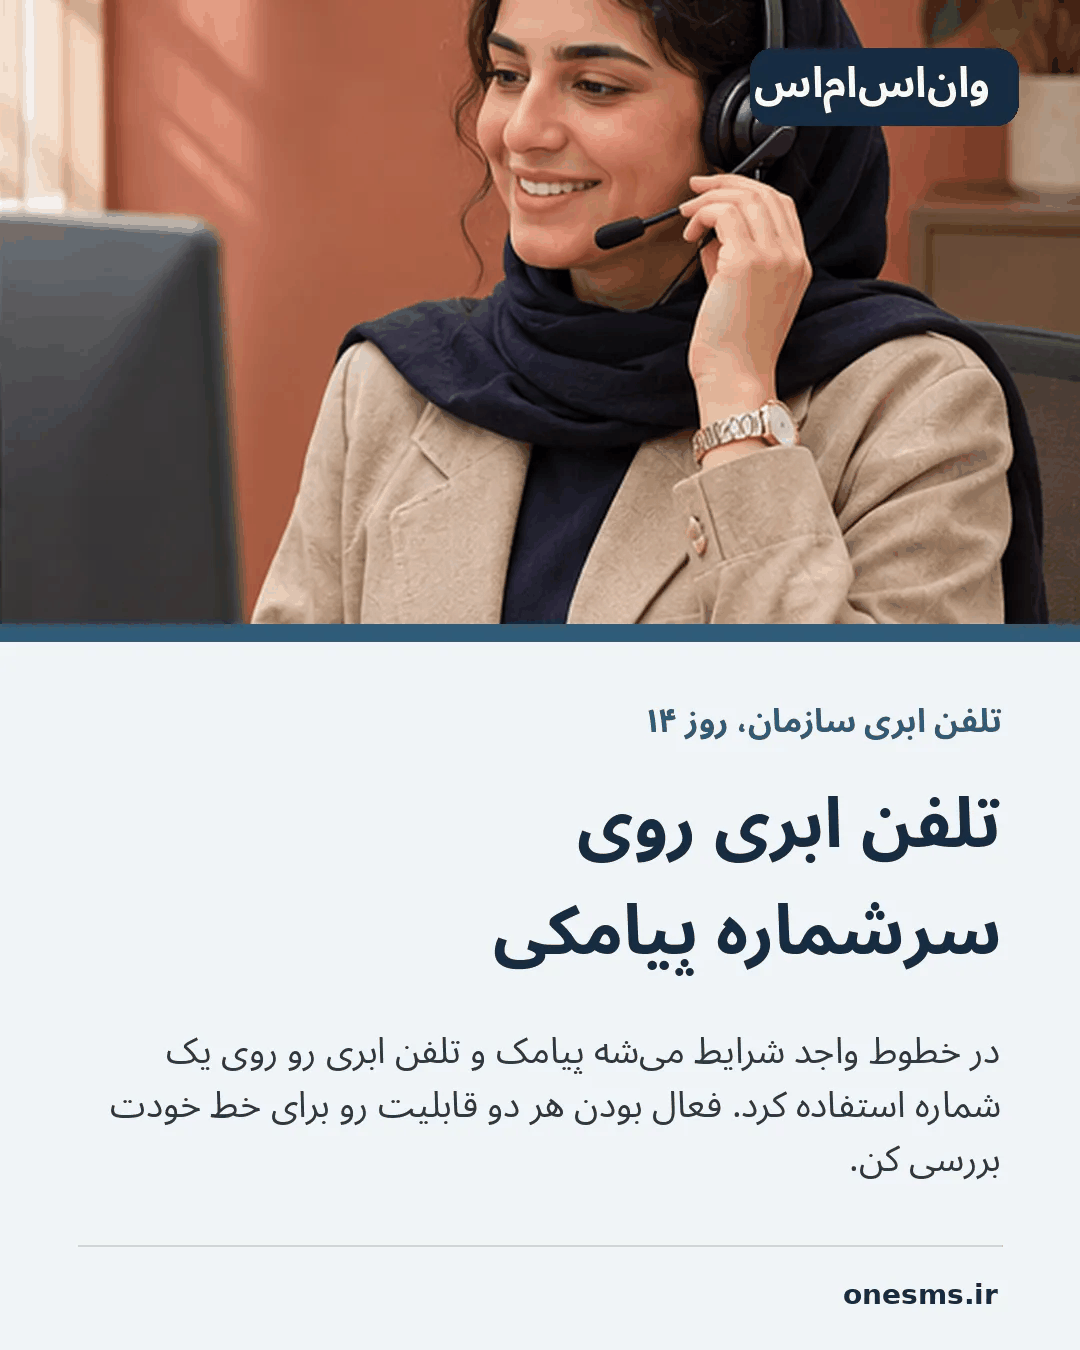 وان‌اس‌ام‌اس
تلفن ابری سازمان، روز ۱۴
تلفن ابری روی
سرشماره پیامکی
در خطوط واجد شرایط می‌شه پیامک و تلفن ابری رو روی یک
شماره استفاده کرد. فعال بودن هر دو قابلیت رو برای خط خودت
بررسی کن.
onesms.ir